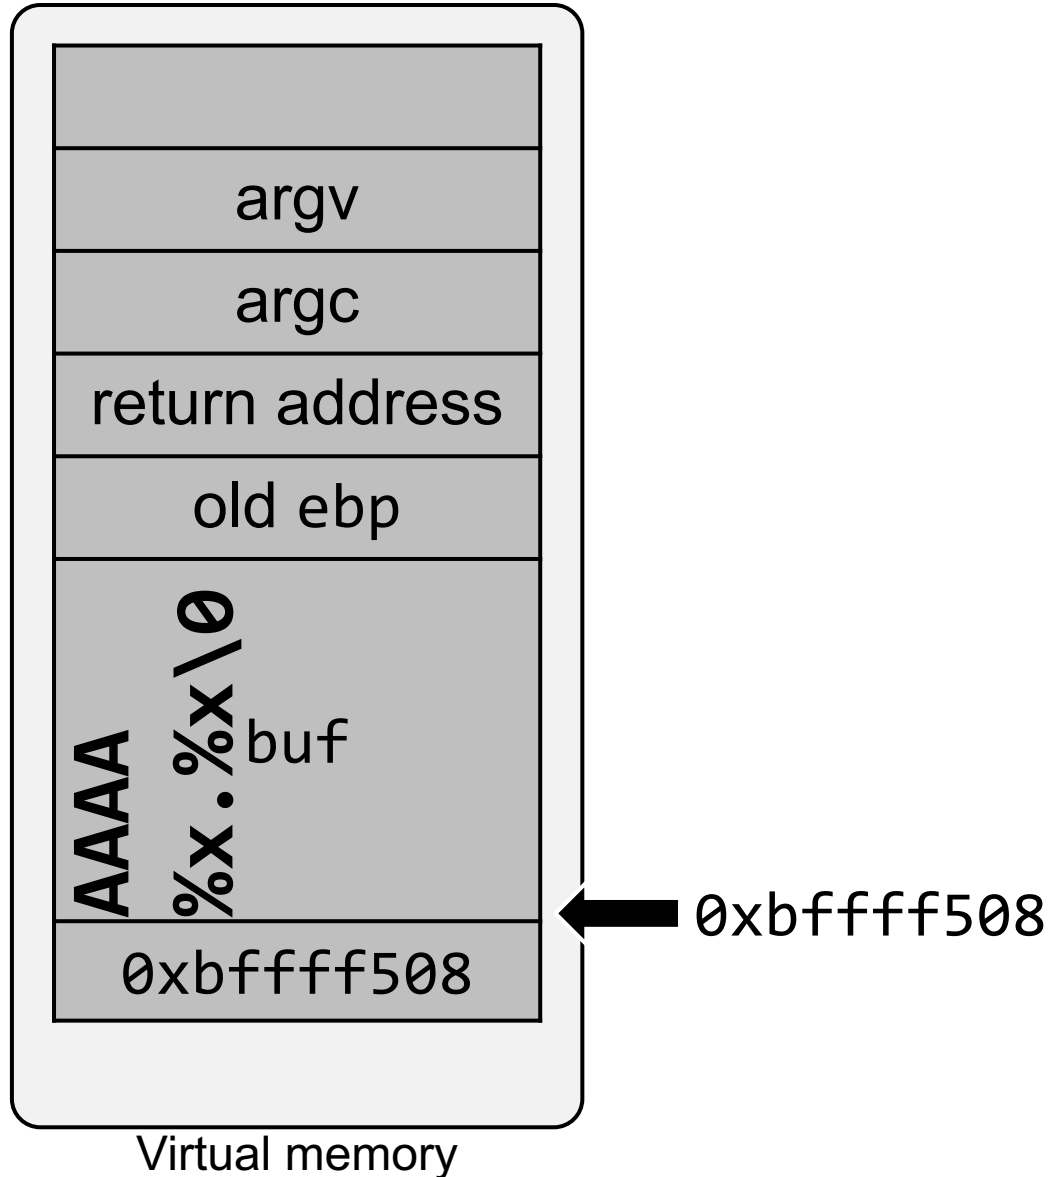 argv
argc
return address
old ebp
AAAA
%x.%x\0
buf
0xbffff508
0xbffff508
Virtual memory